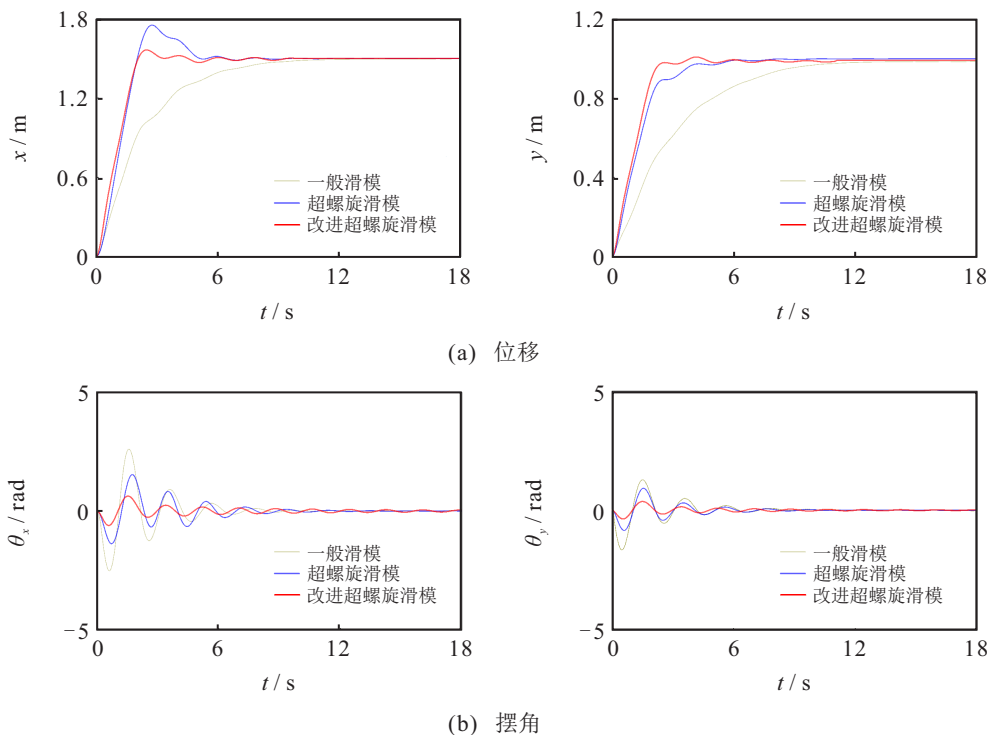 1.8
1.2
0.6
0
x / m
一般滑模
超螺旋滑模
改进超螺旋滑模
0 6 12 18
t / s
1.2
0.8
0.4
0
y / m
一般滑模
超螺旋滑模
改进超螺旋滑模
0 6 12 18
t / s
(a) 位移
5
0
−5
θx / rad
一般滑模
超螺旋滑模
改进超螺旋滑模
0 6 12 18
t / s
5
0
−5
θy / rad
一般滑模
超螺旋滑模
改进超螺旋滑模
0 6 12 18
t / s
(b) 摆角